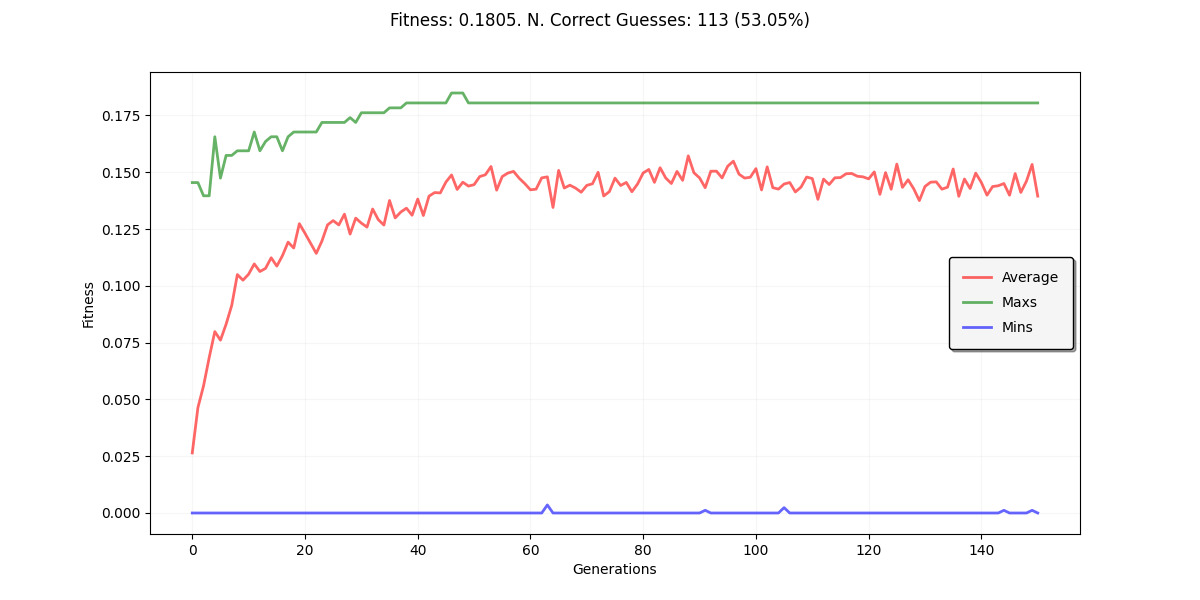 Fitness: 0.1805. N. Correct Guesses: 113 (53.05%)
0.175
0.150
0.125
0.100
0.075
0.050
0.025
0.000
Fitness
Average
Maxs
Mins
0 20 40 60 80 100 120 140
Generations